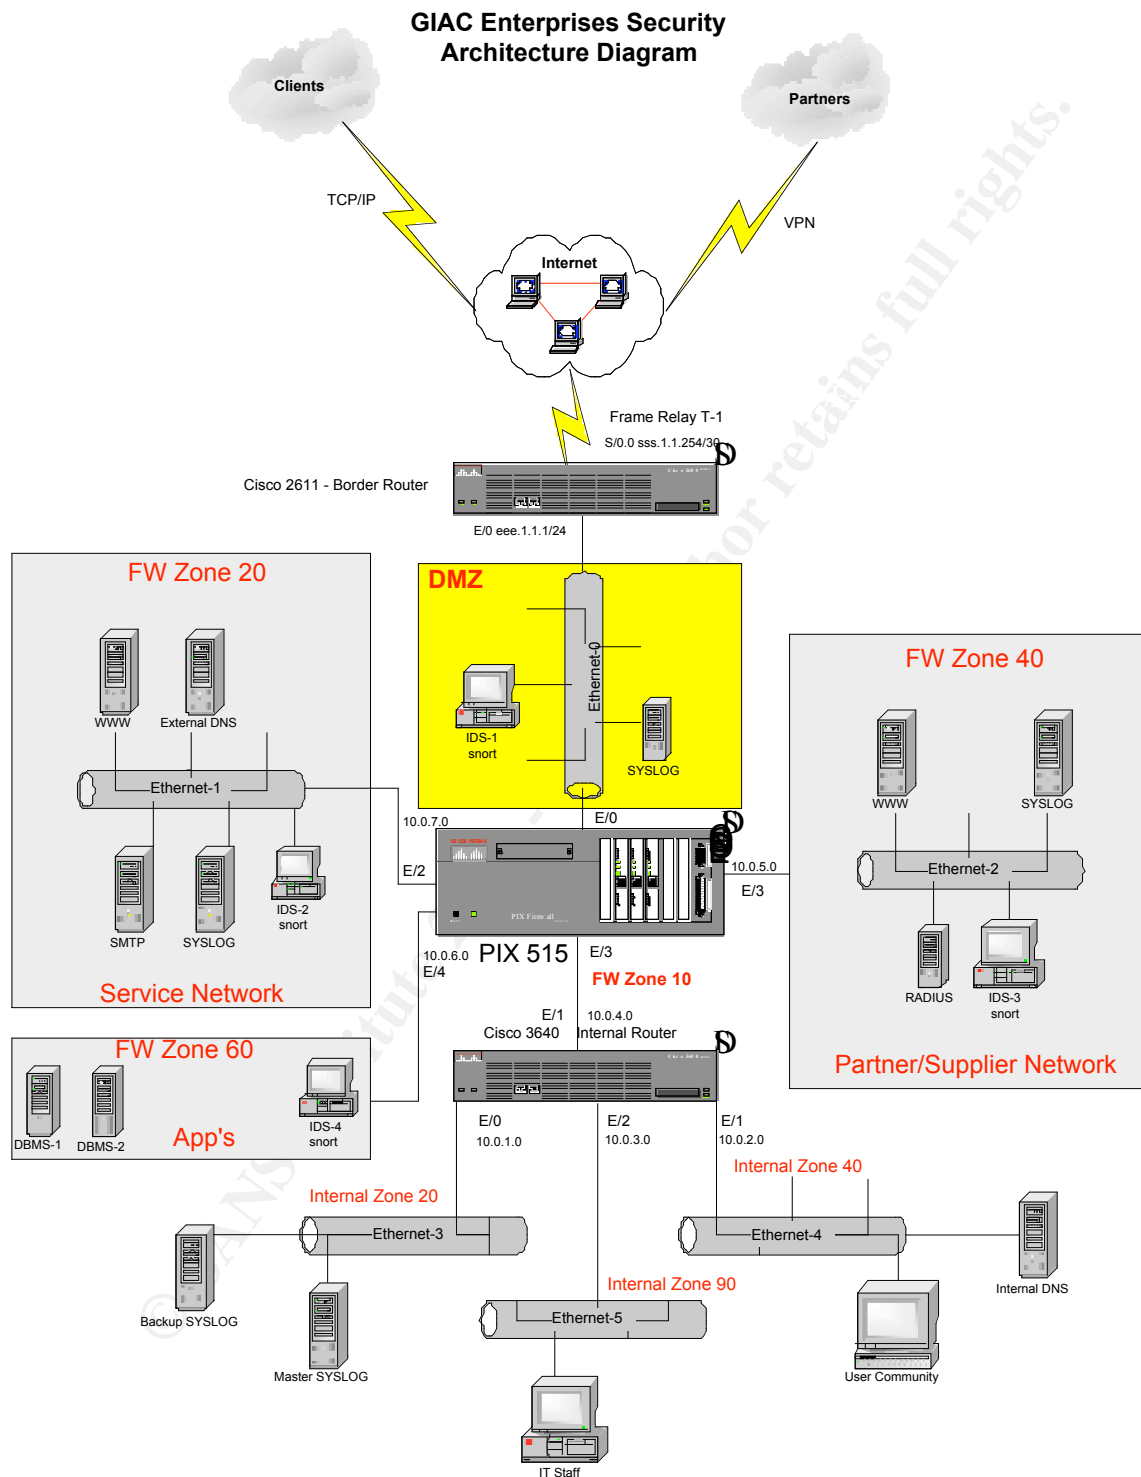 GIAC Enterprises Security
Architecture Diagram
Clients
Partners
TCP/IP
VPN
Internet
Frame Relay T-1
S/0.0 sss.1.1.254/30
Cisco 2611 - Border Router
E/0 eee.1.1.1/24
FW Zone 20
WWW
External DNS
Ethernet-1
SMTP
SYSLOG
IDS-2
snort
Service Network
DMZ
Ethernet-0
IDS-1
snort
SYSLOG
FW Zone 40
WWW
SYSLOG
Ethernet-2
RADIUS
IDS-3
snort
Partner/Supplier Network
10.0.7.0
E/0
E/2
10.0.5.0
E/3
PIX Firewall
10.0.6.0
E/4
PIX 515
E/3
FW Zone 10
E/1
10.0.4.0
Cisco 3640
Internal Router
FW Zone 60
DBMS-1
DBMS-2
App's
IDS-4
snort
E/0
10.0.1.0
E/2
10.0.3.0
E/1
10.0.2.0
Internal Zone 20
Ethernet-3
Backup SYSLOG
Master SYSLOG
Internal Zone 40
Ethernet-4
Internal DNS
User Community
Internal Zone 90
Ethernet-5
IT Staff